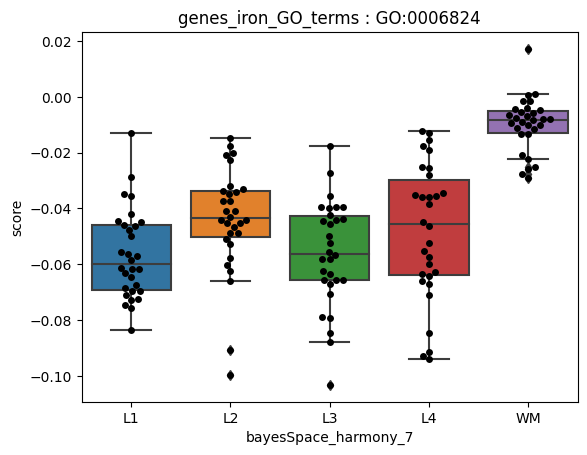 genes_iron_GO_terms : GO:0006824
0.02
0.00
−0.02
−0.04
−0.06
−0.08
−0.10
score
L1 L2 L3 L4 WM
bayesSpace_harmony_7